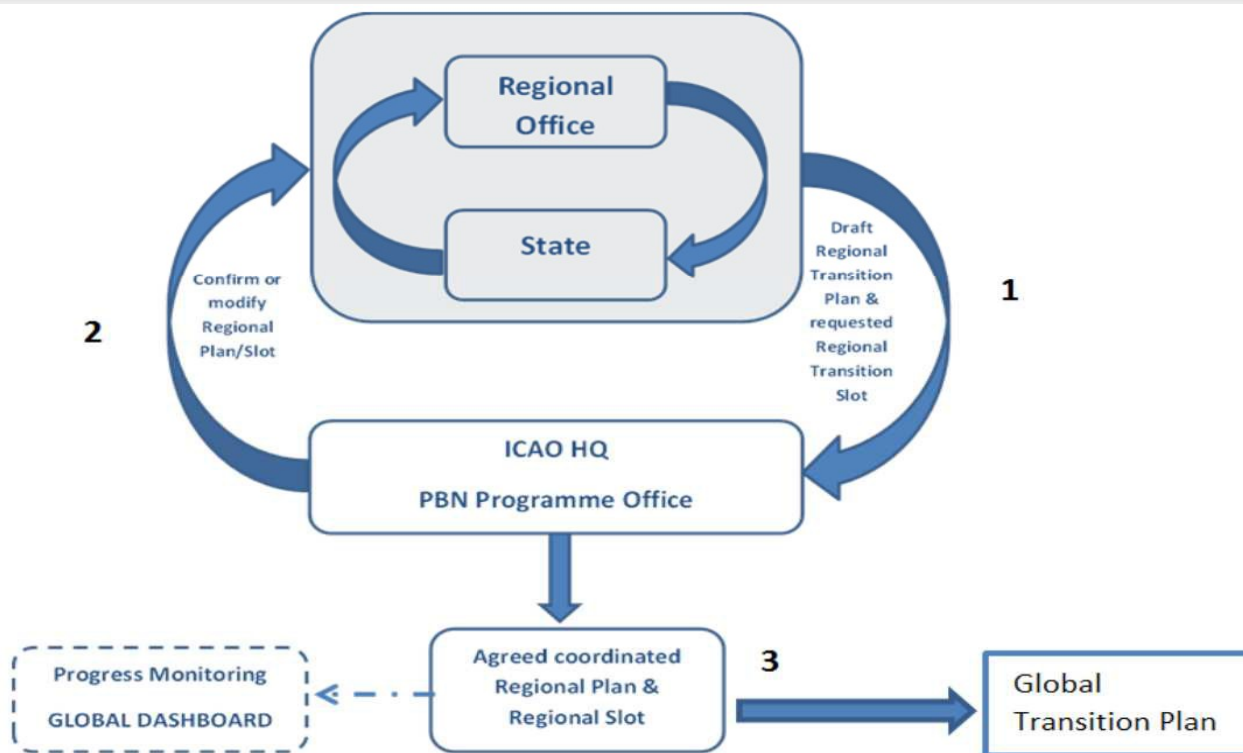 Regional
Office
State
Draft
Regional
Transition
Plan &
requested
Regional
Transition
Slot
1
Confirm or
modify
Regional
Plan/Slot
2
ICAO HQ
PBN Programme Office
Agreed coordinated
Regional Plan &
Regional Slot
3
Progress Monitoring
GLOBAL DASHBOARD
Global
Transition Plan